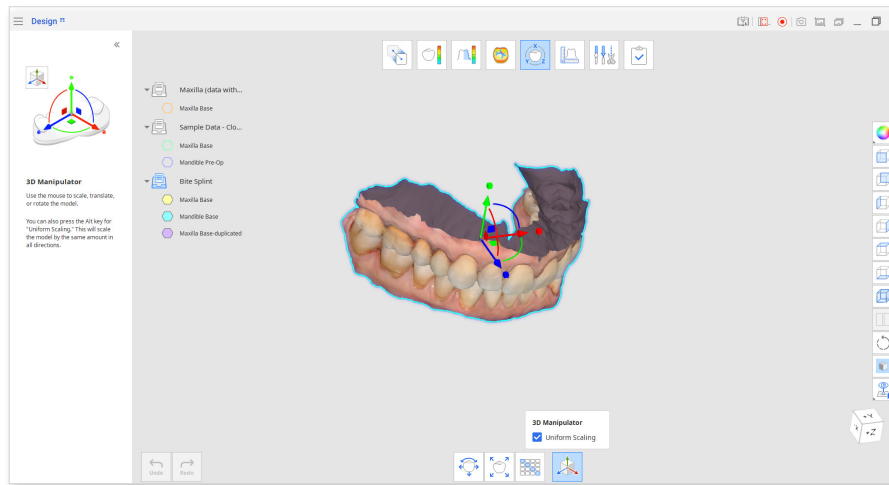 Design
3D Manipulator
Use the mouse to scale, translate,
or rotate the model.
You can also press the Alt key for
"Uniform Scaling." This will scale
the model by the same amount in
all directions.
Maxilla (data with...
Maxilla Base
Sample Data - Clo...
Maxilla Base
Mandible Pre-Op
Bite Splint
Maxilla Base
Mandible Base
Maxilla Base-duplicated
X
Y
Z
3D Manipulator
Uniform Scaling
Undo
Redo
+Z